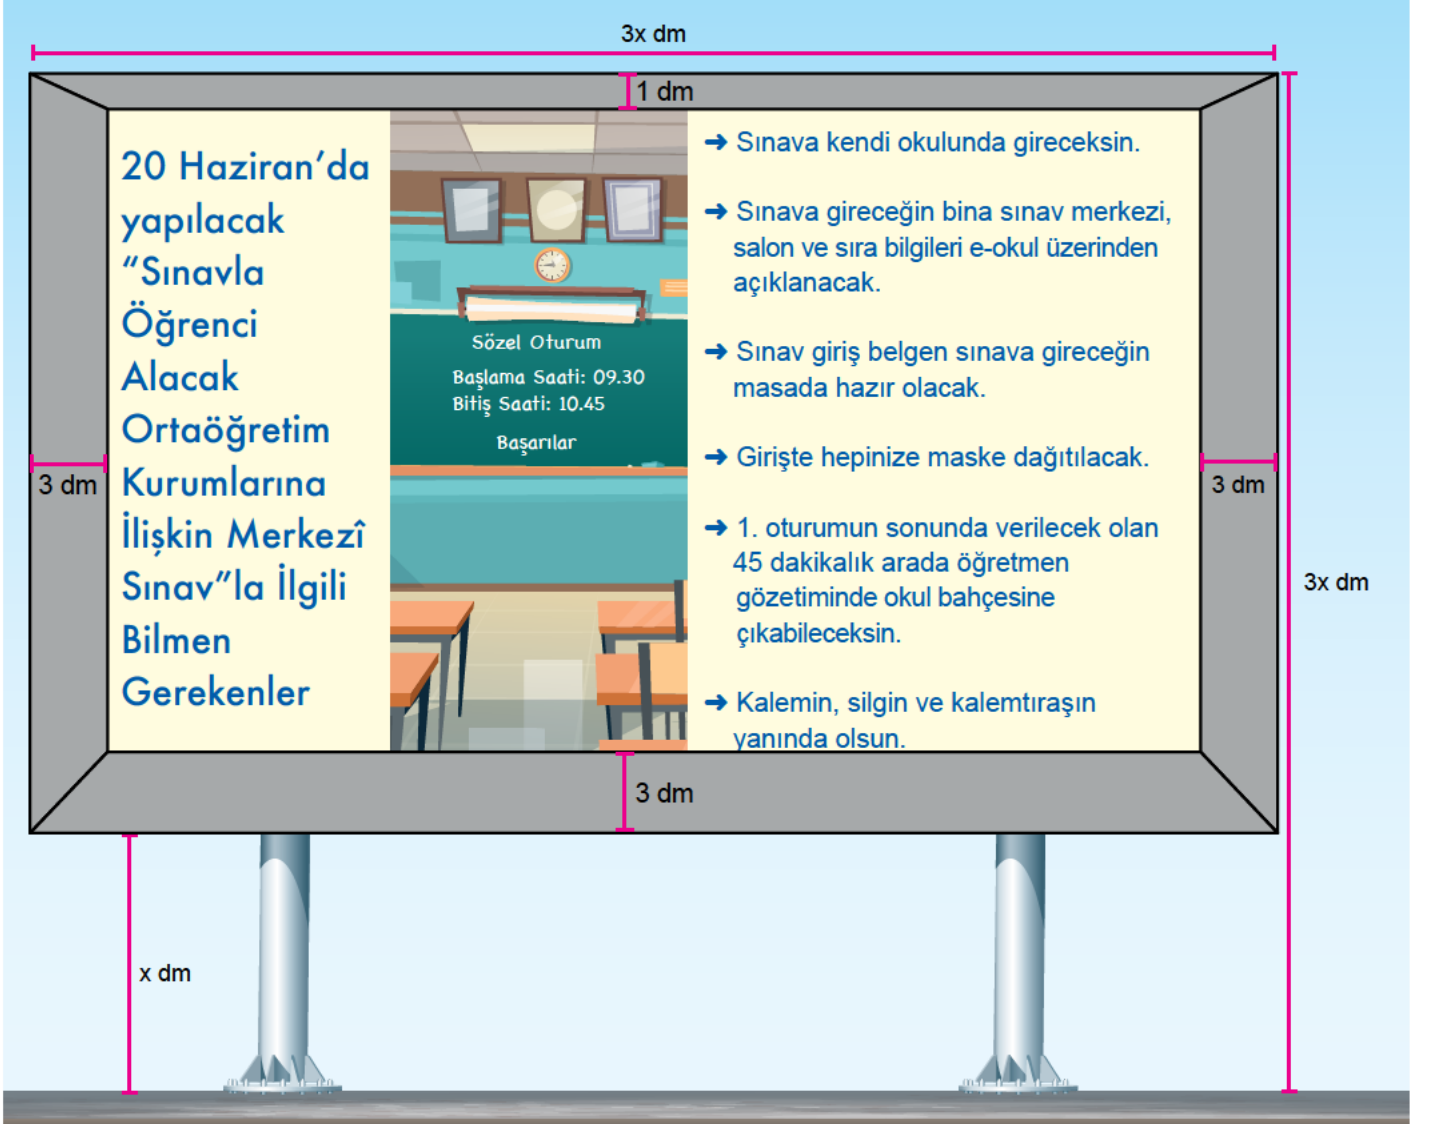 3x dm
1 dm
20 Haziran’da
yapılacak
“Sınavla
Öğrenci
Alacak
Ortaöğretim
Kurumlarına
İlişkin Merkezî
Sınav”la İlgili
Bilmen
Gerekenler
Sözel Oturum
Başlama Saati: 09.30
Bitiş Saati: 10.45
Başarılar
➜ Sınava kendi okulunda gireceksin.
➜ Sınava gireceğin bina sınav merkezi,
salon ve sıra bilgileri e-okul üzerinden
açıklanacak.
➜ Sınav giriş belgen sınava gireceğin
masada hazır olacak.
➜ Girişte hepinize maske dağıtılacak.
➜ 1. oturumun sonunda verilecek olan
45 dakikalık arada öğretmen
gözetiminde okul bahçesine
çıkabileceksin.
➜ Kalemin, silgin ve kalemtıraşın
yanında olsun.
3 dm
3 dm
3x dm
3 dm
x dm